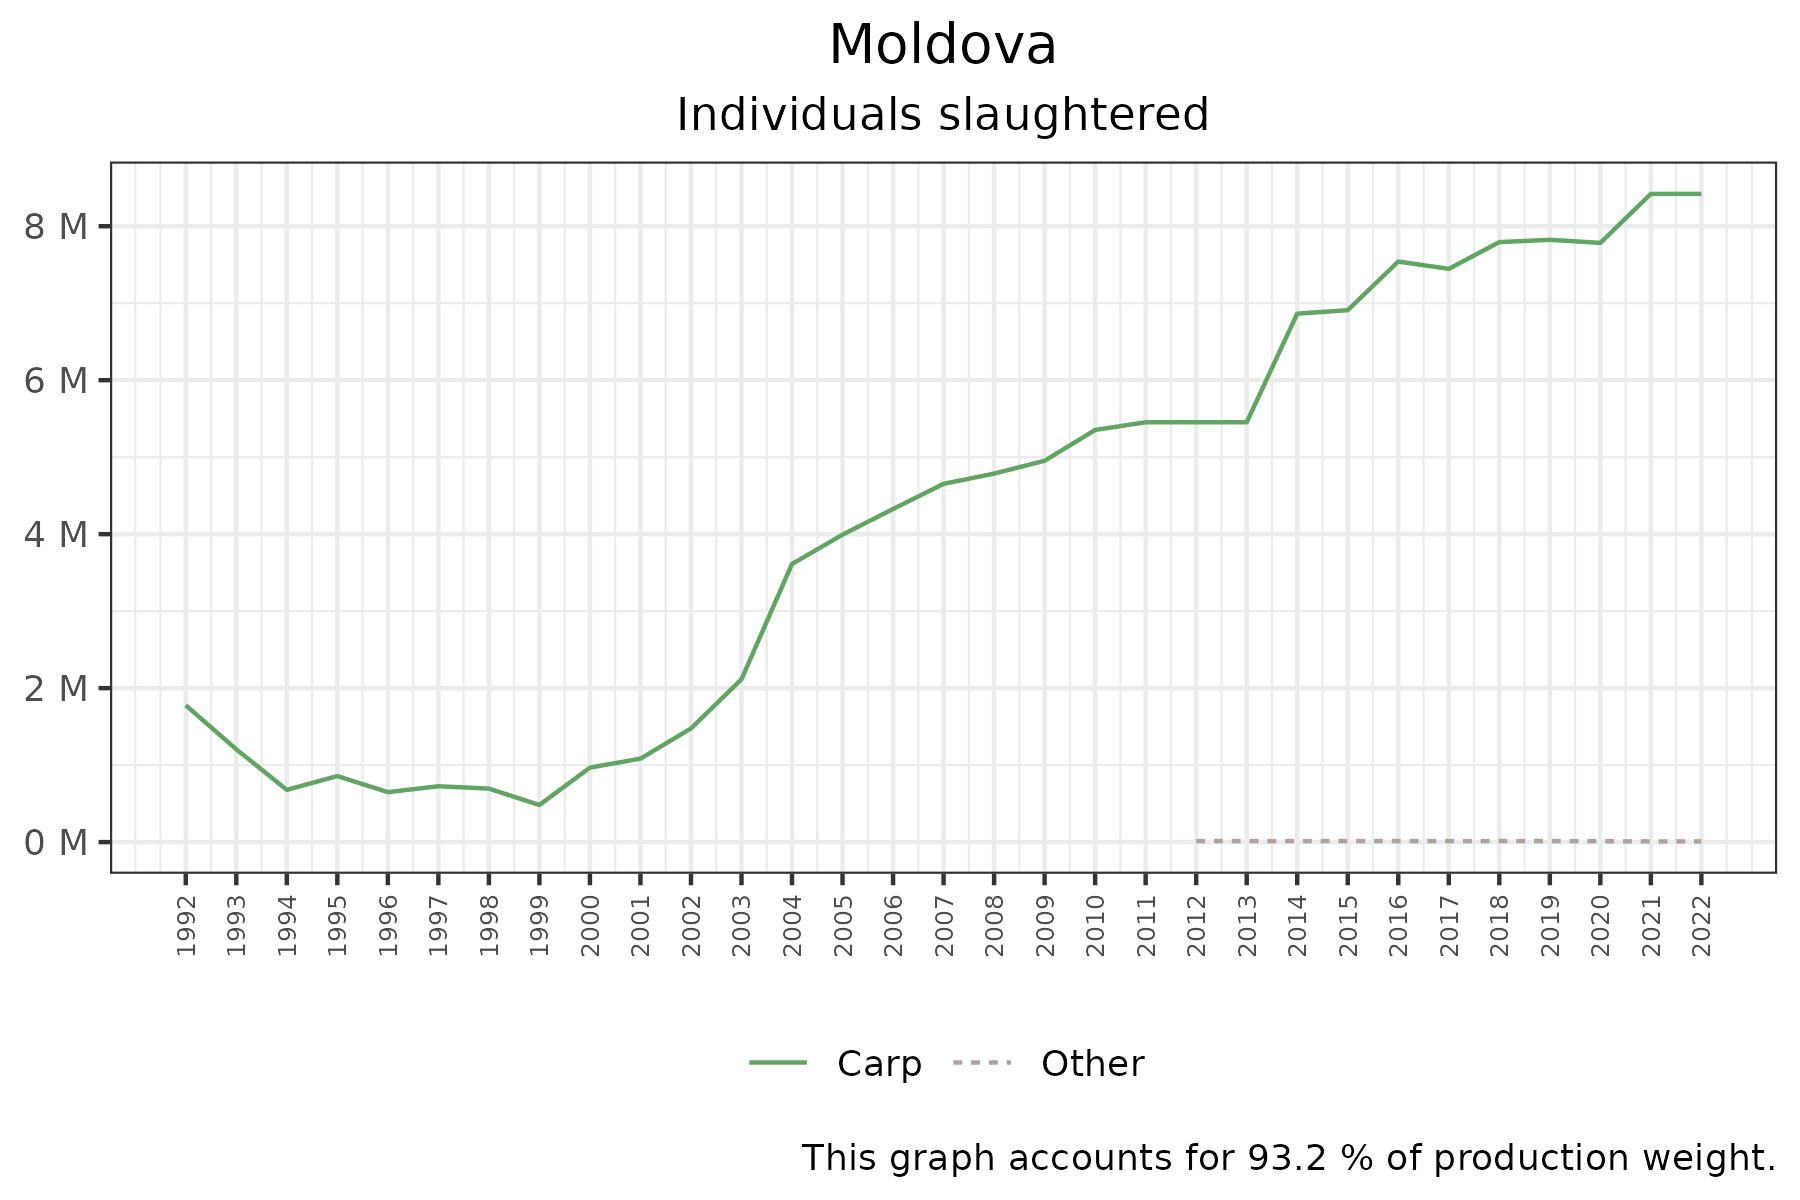 Moldova
Individuals slaughtered
8 M
6 M
4 M
2 M
0 M
1992 1993 1994 1995 1996 1997 1998 1999 2000 2001 2002 2003 2004 2005 2006 2007 2008 2009 2010 2011 2012 2013 2014 2015 2016 2017 2018 2019 2020 2021 2022
Carp Other
This graph accounts for 93.2 % of production weight.